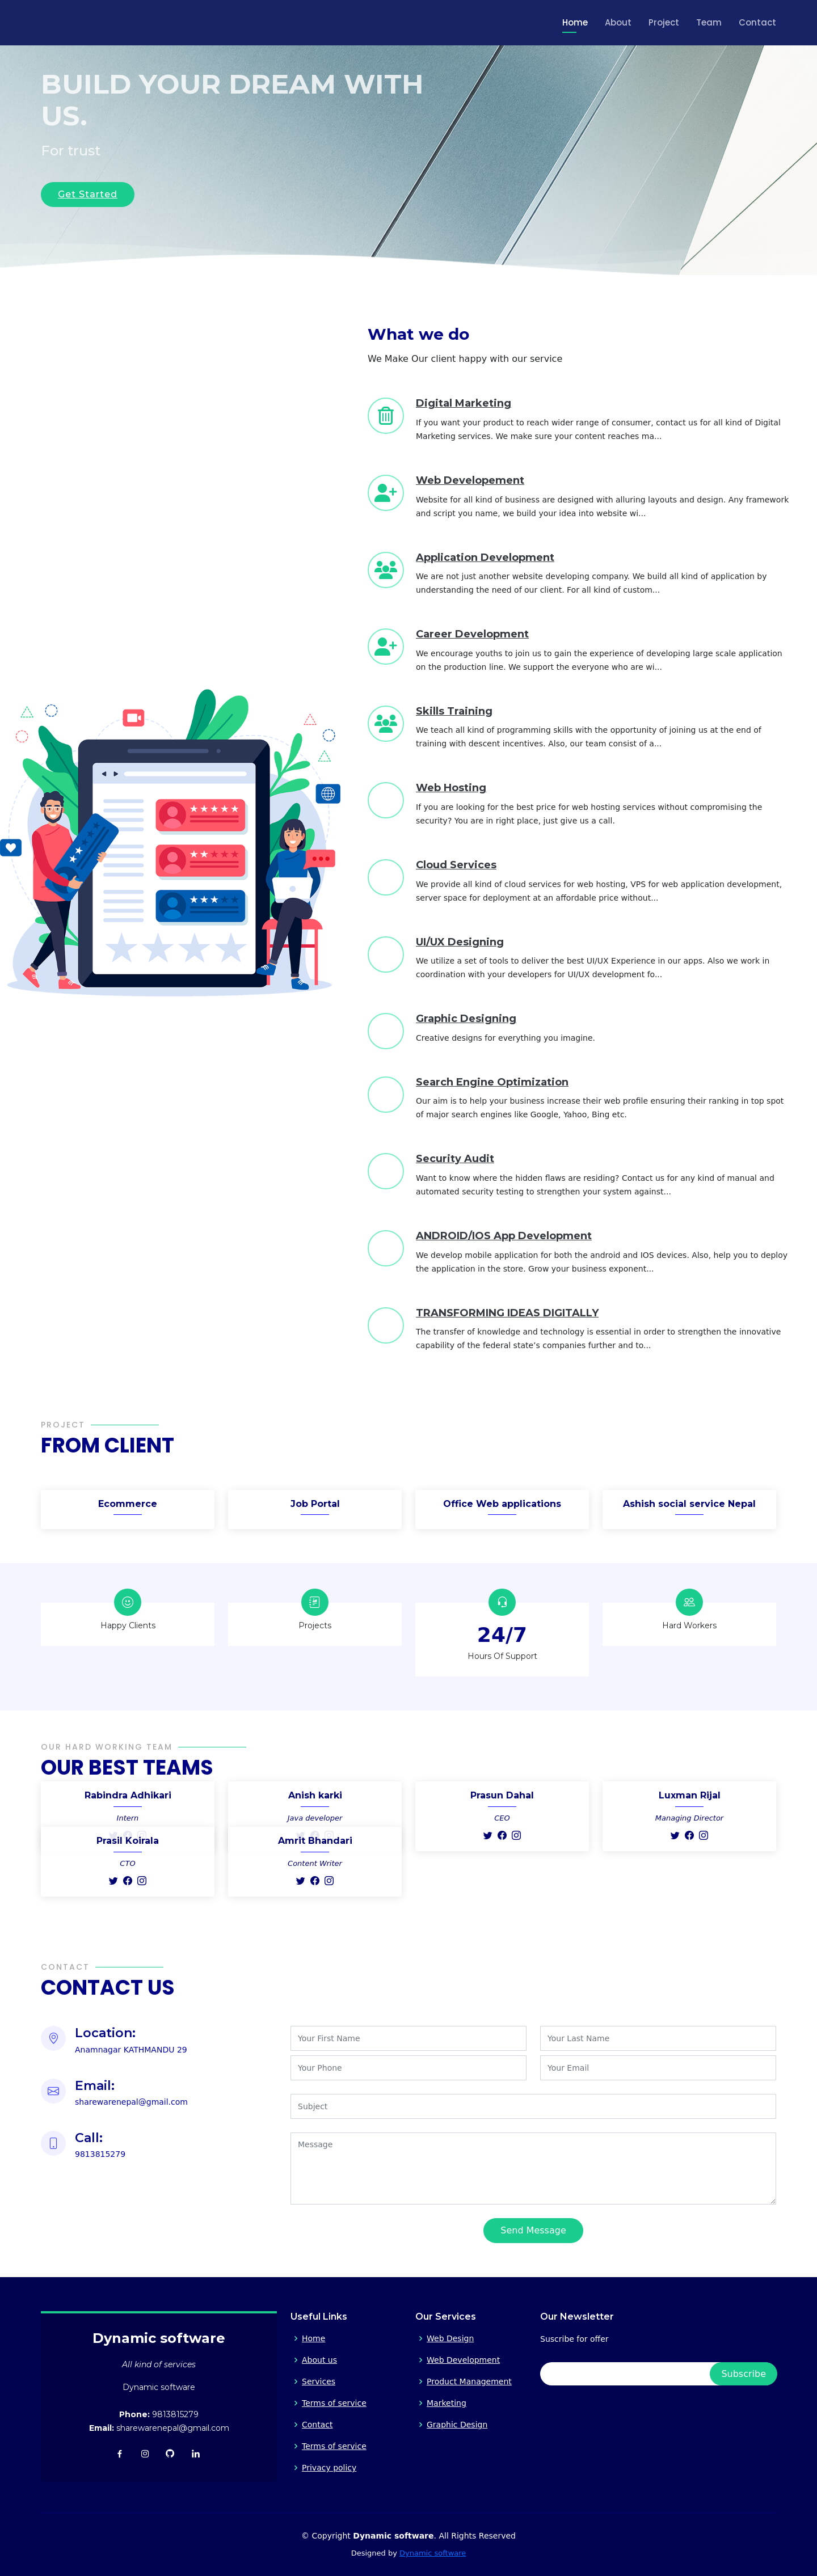 Home About Project Team Contact
BUILD YOUR DREAM WITH
US.
For trust
Get Started
What we do
We Make Our client happy with our service
Digital Marketing
If you want your product to reach wider range of consumer, contact us for all kind of Digital
Marketing services. We make sure your content reaches ma...
Web Developement
Website for all kind of business are designed with alluring layouts and design. Any framework
and script you name, we build your idea into website wi...
Application Development
We are not just another website developing company. We build all kind of application by
understanding the need of our client. For all kind of custom...
Career Development
We encourage youths to join us to gain the experience of developing large scale application
on the production line. We support the everyone who are wi...
Skills Training
We teach all kind of programming skills with the opportunity of joining us at the end of
training with descent incentives. Also, our team consist of a...
Web Hosting
If you are looking for the best price for web hosting services without compromising the
security? You are in right place, just give us a call.
Cloud Services
We provide all kind of cloud services for web hosting, VPS for web application development,
server space for deployment at an affordable price without...
UI/UX Designing
We utilize a set of tools to deliver the best UI/UX Experience in our apps. Also we work in
coordination with your developers for UI/UX development fo...
Graphic Designing
Creative designs for everything you imagine.
Search Engine Optimization
Our aim is to help your business increase their web profile ensuring their ranking in top spot
of major search engines like Google, Yahoo, Bing etc.
Security Audit
Want to know where the hidden flaws are residing? Contact us for any kind of manual and
automated security testing to strengthen your system against...
ANDROID/IOS App Development
We develop mobile application for both the android and IOS devices. Also, help you to deploy
the application in the store. Grow your business exponent...
TRANSFORMING IDEAS DIGITALLY
The transfer of knowledge and technology is essential in order to strengthen the innovative
capability of the federal state's companies further and to...
PROJECT
FROM CLIENT
Ecommerce
Job Portal
Office Web applications
Ashish social service Nepal
Happy Clients
Projects
24/7
Hours Of Support
Hard Workers
OUR HARD WORKING TEAM
OUR BEST TEAMS
Rabindra Adhikari
Intern
Anish karki
Java developer
Prasun Dahal
CEO
Luxman Rijal
Managing Director
Prasil Koirala
CTO
Amrit Bhandari
Content Writer
CONTACT
CONTACT US
Location:
Anamnagar KATHMANDU 29
Email:
sharewarenepal@gmail.com
Call:
9813815279
Your First Name
Your Last Name
Your Phone
Your Email
Subject
Message
Send Message
Dynamic software
All kind of services
Dynamic software
Phone: 9813815279
Email: sharewarenepal@gmail.com
Useful Links
Home
About us
Services
Terms of service
Contact
Terms of service
Privacy policy
Our Services
Web Design
Web Development
Product Management
Marketing
Graphic Design
Our Newsletter
Suscribe for offer
Subscribe
© Copyright Dynamic software. All Rights Reserved
Designed by Dynamic software